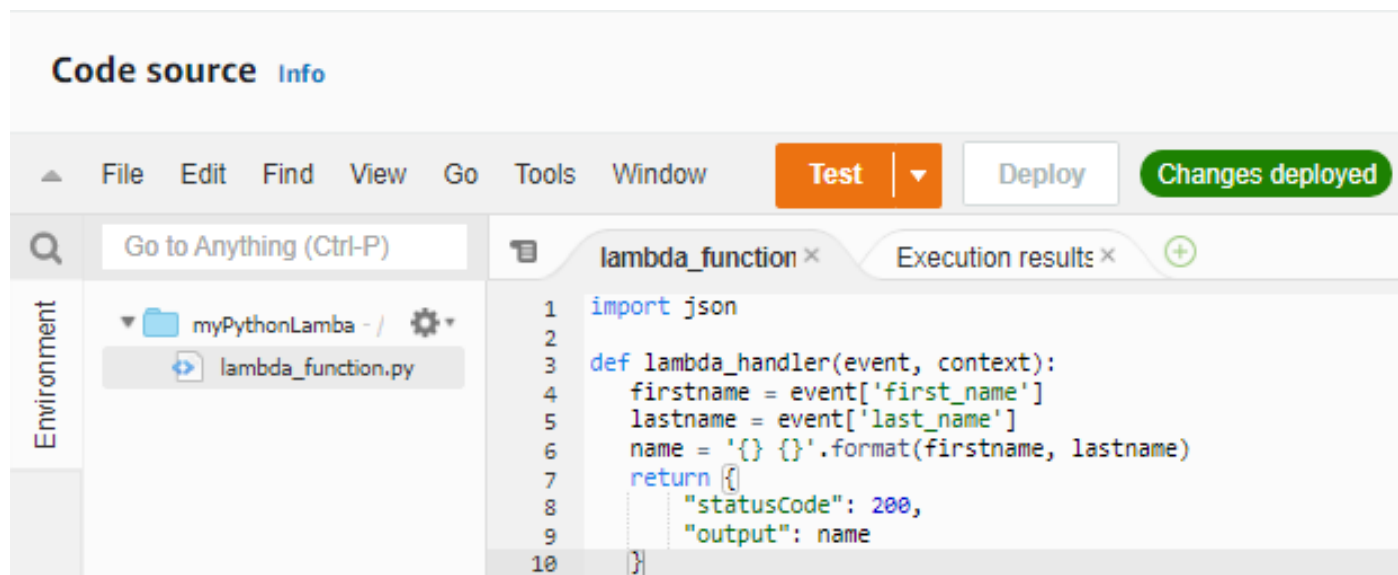 Code source Info
File Edit Find View Go Tools Window Test Deploy Changes deployed
Go to Anything (Ctrl-P)
lambda_function Execution results
Environment
myPythonLamba - /
lambda_function.py
1 import json
2
3 def lambda_handler(event, context):
4 firstname = event['first_name']
5 lastname = event['last_name']
6 name = '{} {}'.format(firstname, lastname)
7 return {
8 "statusCode": 200,
9 "output": name
10 }